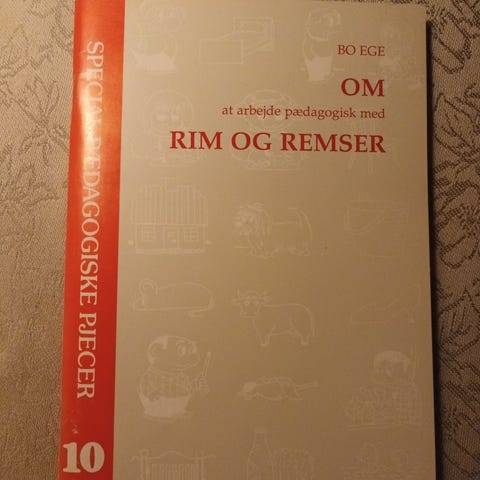 BO EGE
OM
at arbejde pædagogisk med
RIM OG REMSER
SPECIALPÆDAGOGISKE PJECER
10